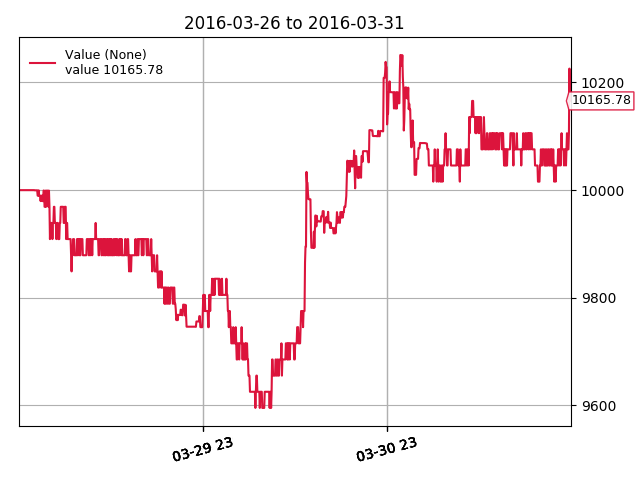 2016-03-26 to 2016-03-31
Value (None)
value 10165.78
10200
10165.78
10000
9800
9600
03-29 23
03-30 23